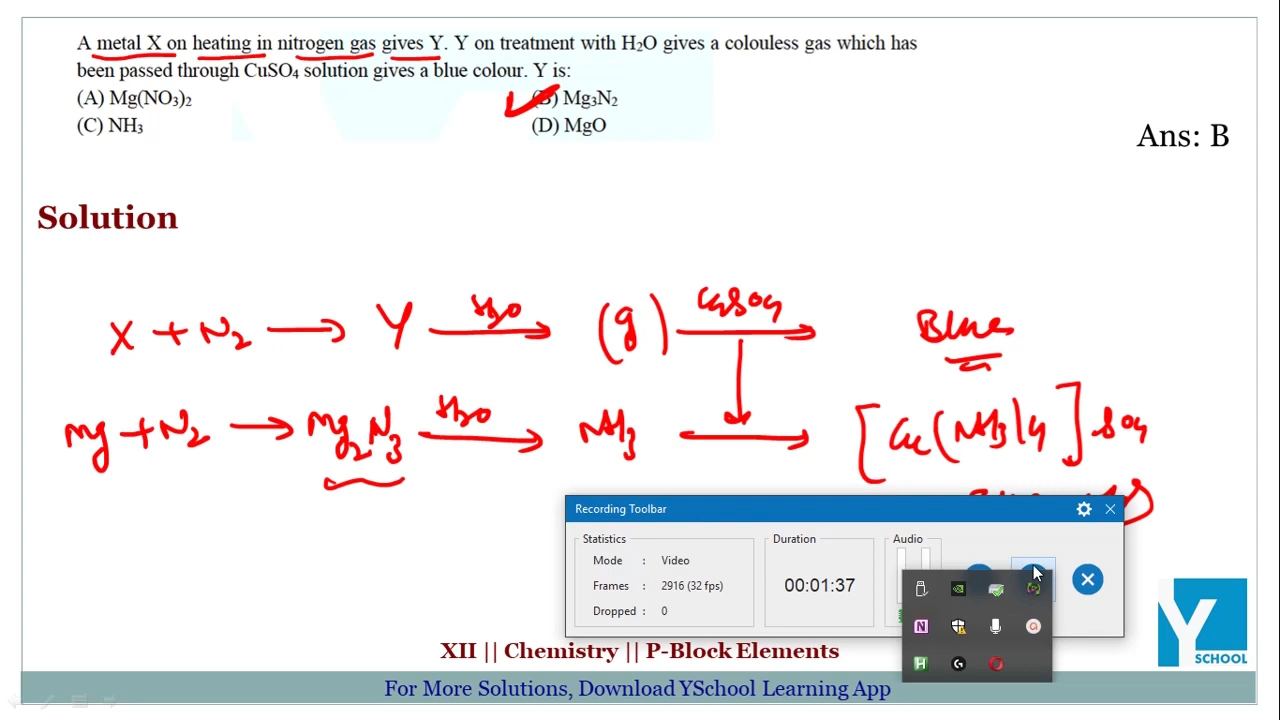 A metal X on heating in nitrogen gas gives Y. Y on treatment with H₂O gives a colouless gas which has
been passed through CuSO₄ solution gives a blue colour. Y is:
(A) Mg(NO₃)₂ (B) Mg₃N₂
(C) NH₃ (D) MgO
Ans: B
Solution
X + N₂ → Y H₂O → (g) CuSO₄ → Blue
Mg + N₂ → Mg₂N₃ H₂O → NH₃ → [Cu(NH₃)4]SO₄
Recording Toolbar
Statistics Duration Audio
Mode : Video
Frames : 2916 (32 fps) 00:01:37
Dropped : 0
XII || Chemistry || P-Block Elements
Y SCHOOL
For More Solutions, Download YSchool Learning App